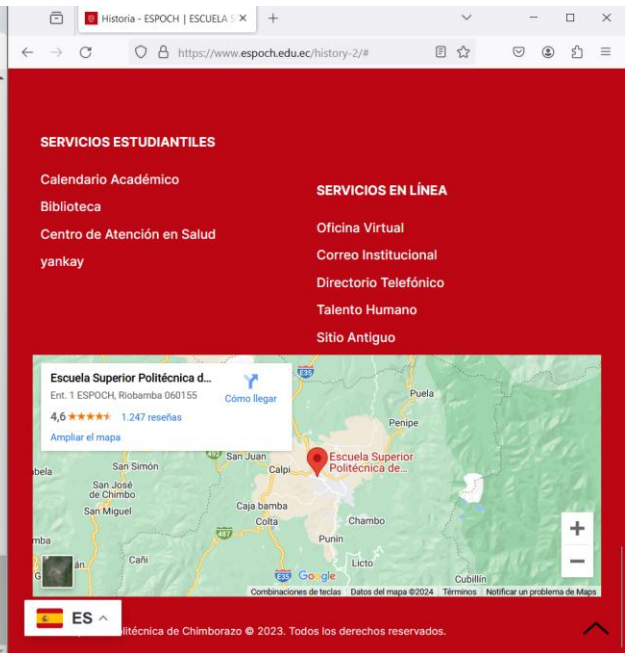 Historia - ESPOCH | ESCUELA S
https://www.espoch.edu.ec/history-2/#
SERVICIOS ESTUDIANTILES
Calendario Académico
Biblioteca
Centro de Atención en Salud
yankay
SERVICIOS EN LÍNEA
Oficina Virtual
Correo Institucional
Directorio Telefónico
Talento Humano
Sitio Antiguo
Escuela Superior Politécnica d...
Ent. 1 ESPOCH, Riobamba 060155
4,6
1.247 reseñas
Ampliar el mapa
Cómo llegar
E35
Puela
Penipe
San Juan
Calpi
Escuela Superior
Politécnica de...
San Simón
San José
de Chimbo
San Miguel
Caja bamba
Colta
Chambo
487
Punin
Licto
Cañi
E35
Google
Cubillín
Combinaciones de teclas
Datos del mapa ©2024
Términos
Notificar un problema de Maps
ES
litécnica de Chimborazo © 2023. Todos los derechos reservados.